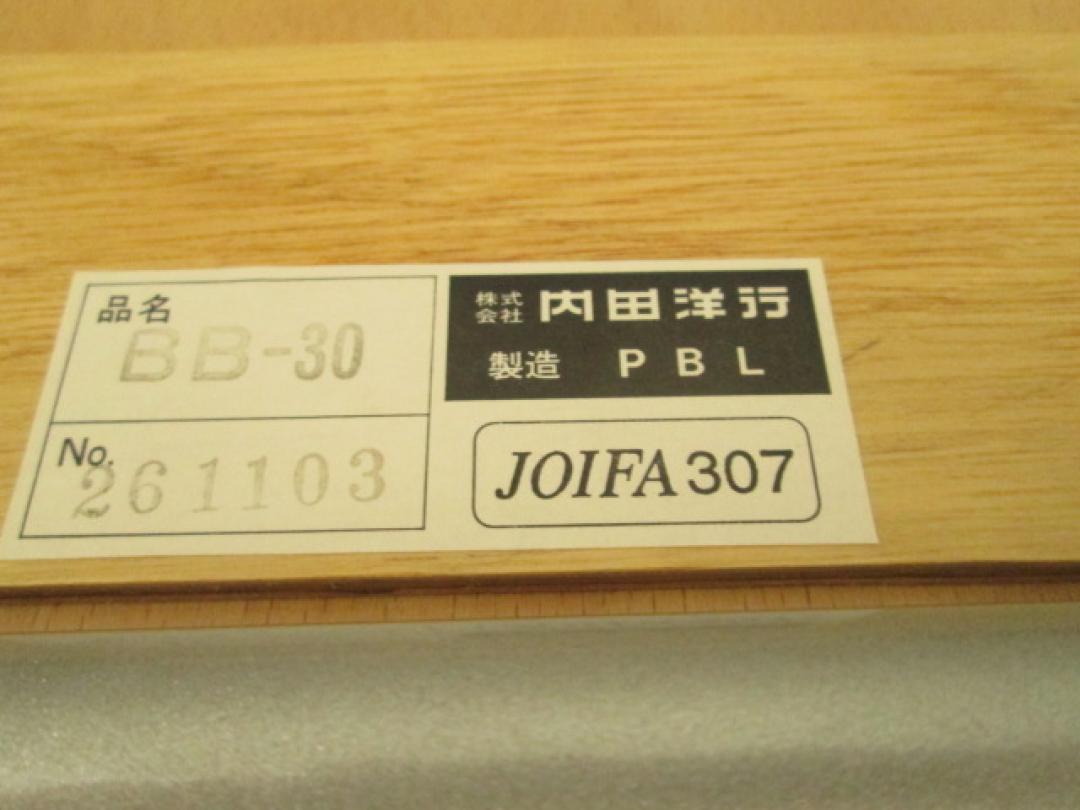 品名
BB-30
No.
261103
株式会社 内田洋行
製造 PBL
JOIFA307